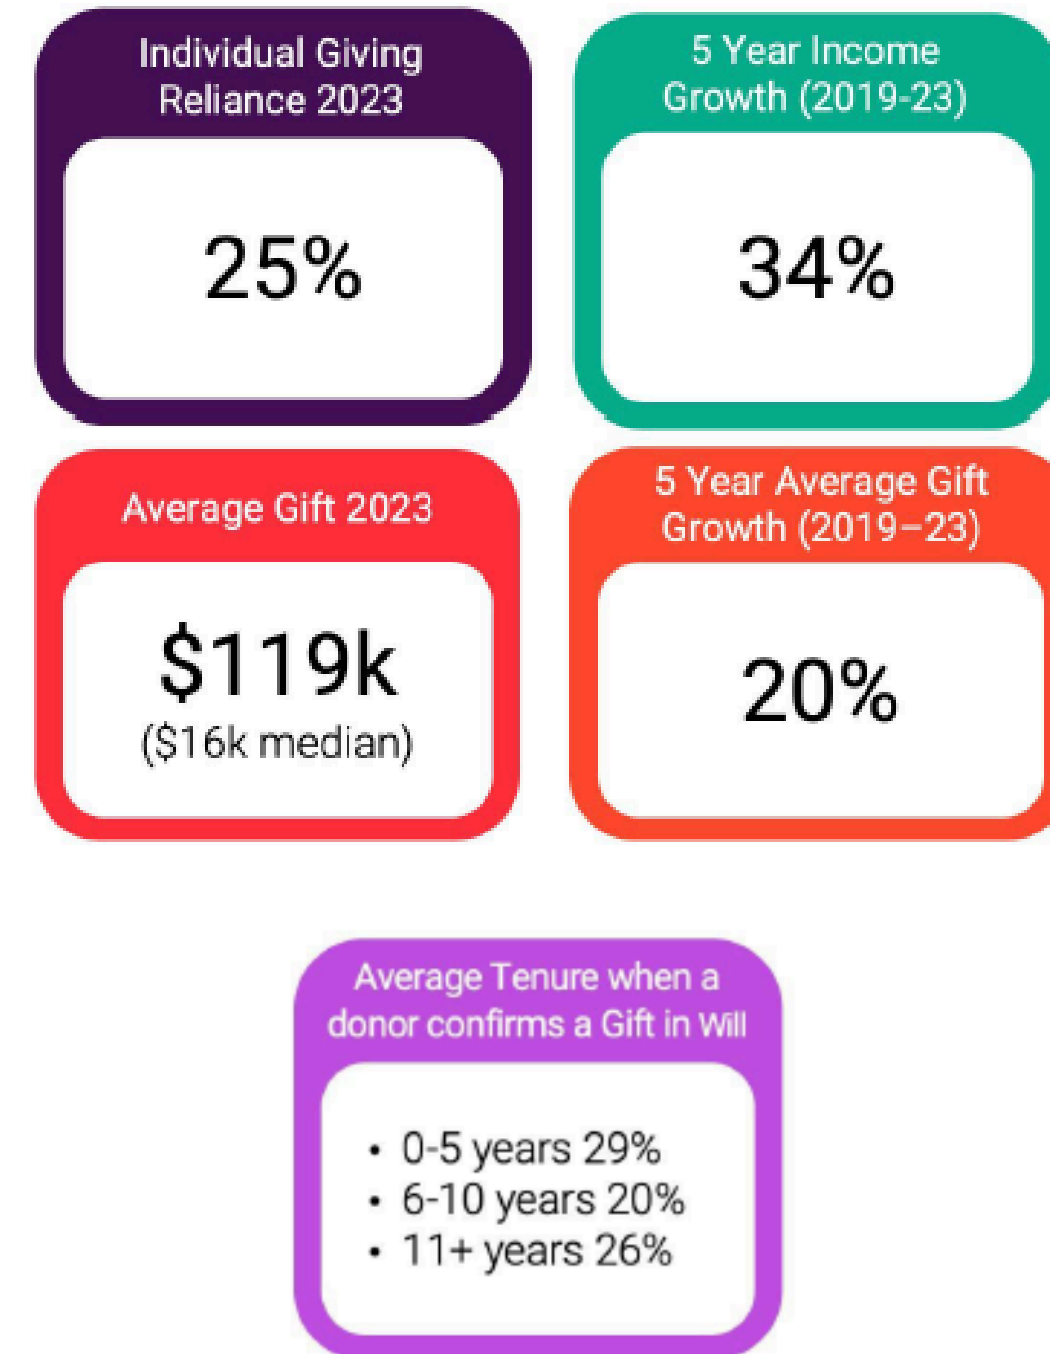 Individual Giving
Reliance 2023
25%
5 Year Income
Growth (2019-23)
34%
Average Gift 2023
$119k
($16k median)
5 Year Average Gift
Growth (2019–23)
20%
Average Tenure when a
donor confirms a Gift in Will
• 0-5 years 29%
• 6-10 years 20%
• 11+ years 26%